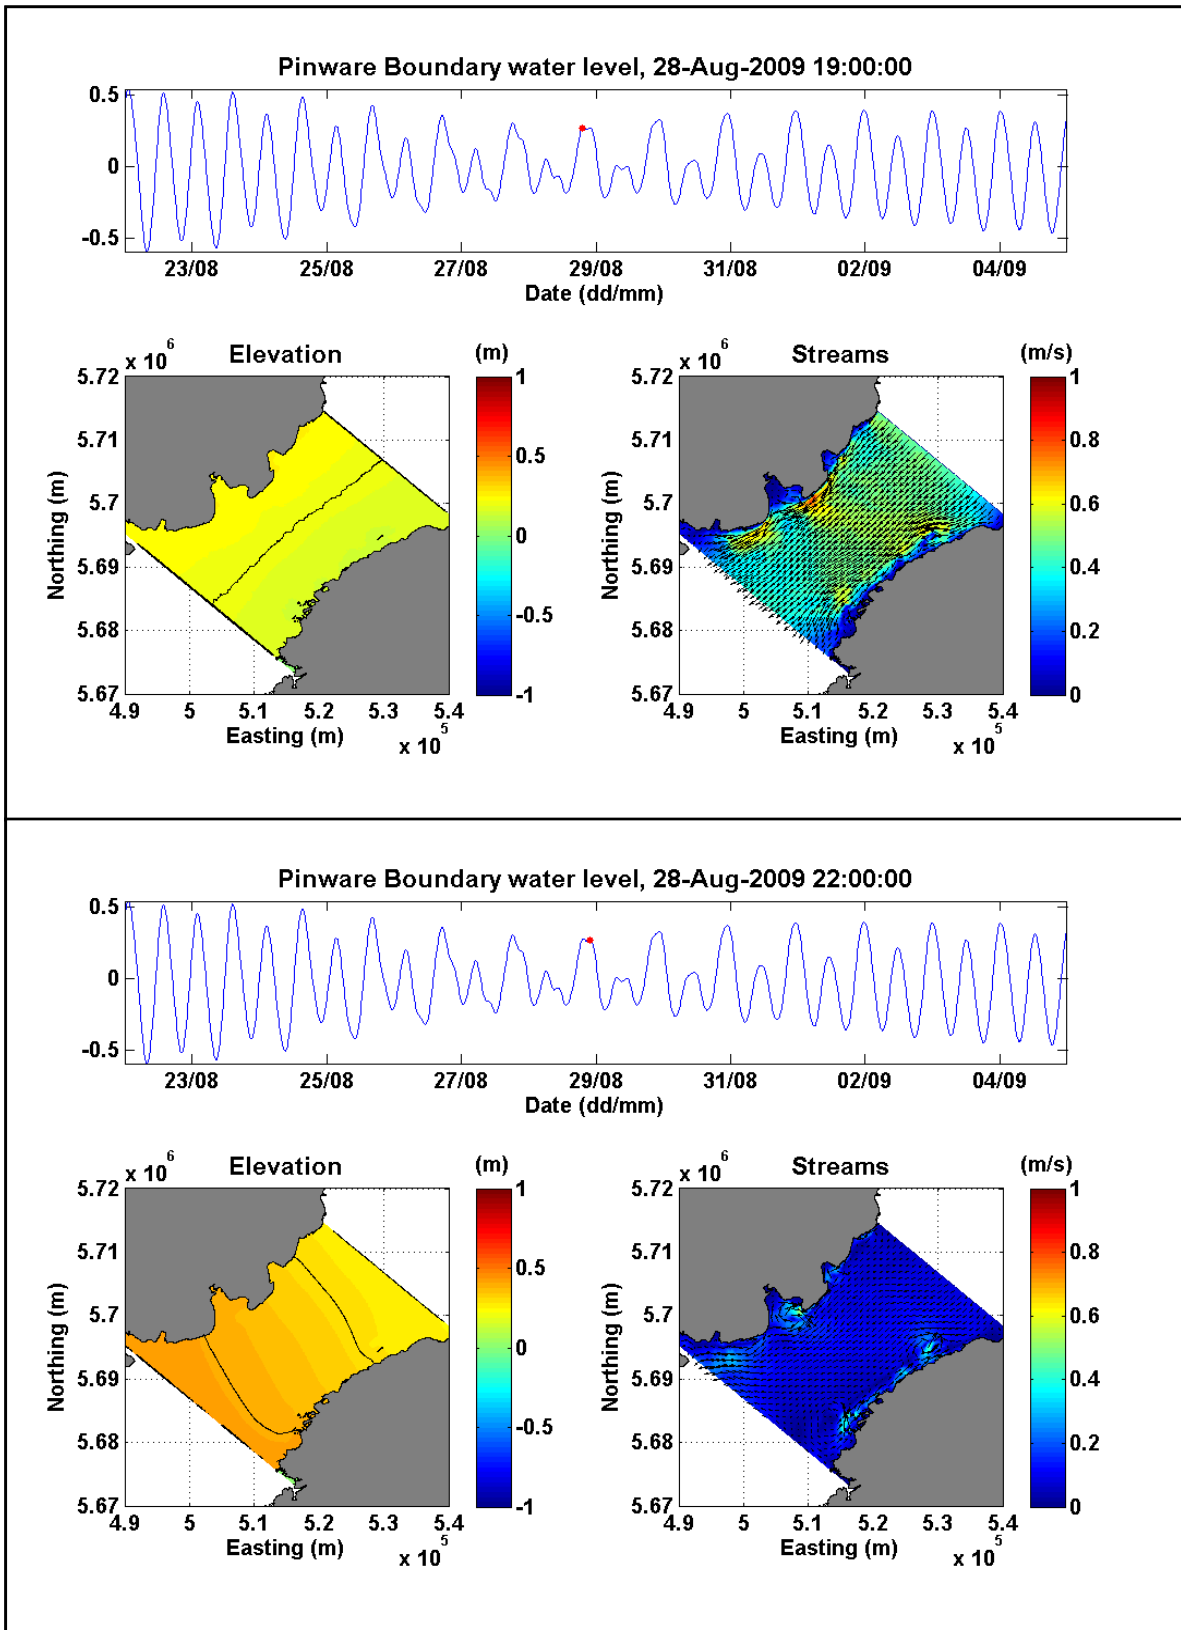 Pinware Boundary water level, 28-Aug-2009 19:00:00
0.5
0
-0.5
23/08 25/08 27/08 29/08 31/08 02/09 04/09
Date (dd/mm)
x 10^6 Elevation (m)
5.72
5.71
5.7
5.69
5.68
5.67
Northing (m)
4.9 5 5.1 5.2 5.3 5.4
Easting (m)
x 10^5
1
0.5
0
-0.5
-1
x 10^6 Streams (m/s)
5.72
5.71
5.7
5.69
5.68
5.67
Northing (m)
4.9 5 5.1 5.2 5.3 5.4
Easting (m)
x 10^5
1
0.8
0.6
0.4
0.2
0
Pinware Boundary water level, 28-Aug-2009 22:00:00
0.5
0
-0.5
23/08 25/08 27/08 29/08 31/08 02/09 04/09
Date (dd/mm)
x 10^6 Elevation (m)
5.72
5.71
5.7
5.69
5.68
5.67
Northing (m)
4.9 5 5.1 5.2 5.3 5.4
Easting (m)
x 10^5
1
0.5
0
-0.5
-1
x 10^6 Streams (m/s)
5.72
5.71
5.7
5.69
5.68
5.67
Northing (m)
4.9 5 5.1 5.2 5.3 5.4
Easting (m)
x 10^5
1
0.8
0.6
0.4
0.2
0